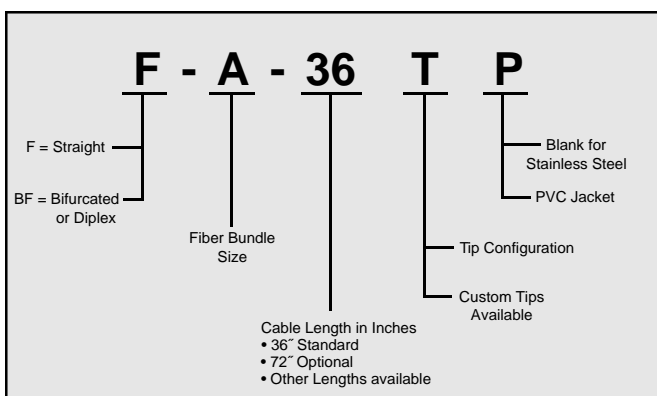 F - A - 36 T P
F = Straight
BF = Bifurcated
or Diplex
Fiber Bundle
Size
Cable Length in Inches
• 36˝ Standard
• 72˝ Optional
• Other Lengths available
Tip Configuration
Custom Tips
Available
Blank for
Stainless Steel
PVC Jacket